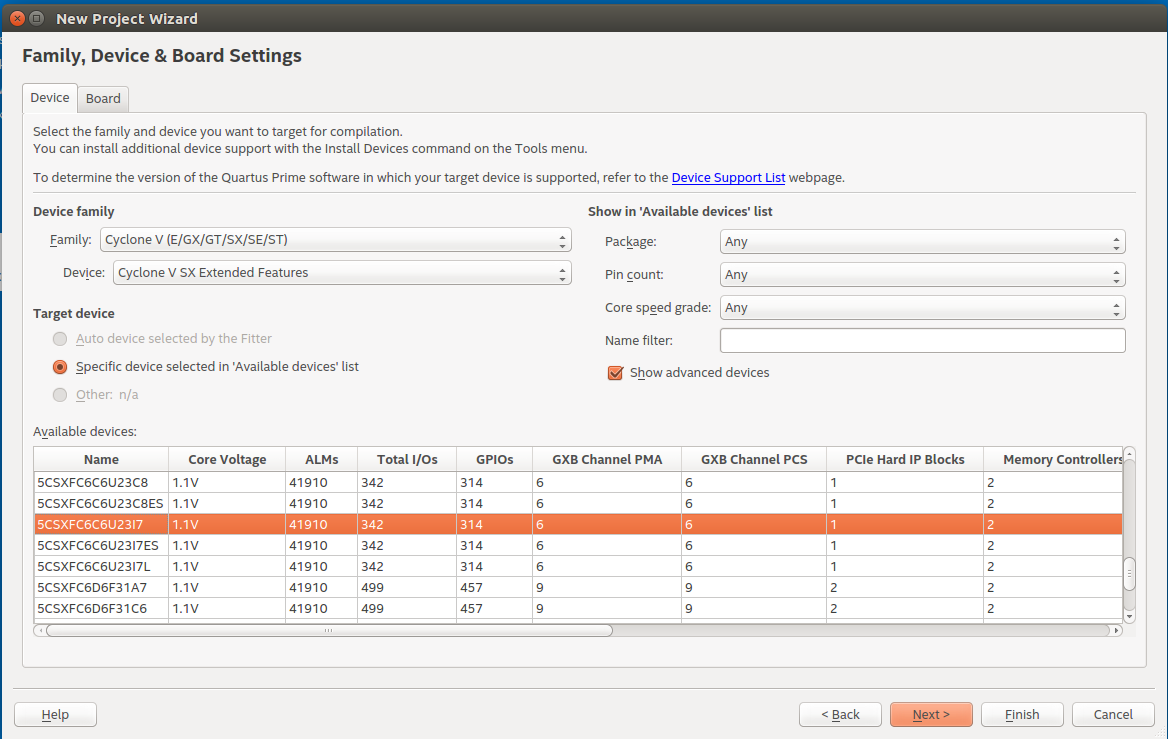 New Project Wizard
Family, Device & Board Settings
Device Board
Select the family and device you want to target for compilation.
You can install additional device support with the Install Devices command on the Tools menu.
To determine the version of the Quartus Prime software in which your target device is supported, refer to the Device Support List webpage.
Device family
Family: Cyclone V (E/GX/GT/SX/SE/ST)
Device: Cyclone V SX Extended Features
Target device
Auto device selected by the Fitter
Specific device selected in 'Available devices' list
Other: n/a
Show in 'Available devices' list
Package: Any
Pin count: Any
Core speed grade: Any
Name filter:
Show advanced devices
Available devices:
Name Core Voltage ALMs Total I/Os GPIOs GXB Channel PMA GXB Channel PCS PCIe Hard IP Blocks Memory Controllers
5CSXFC6C6U23C8 1.1V 41910 342 314 6 6 1 2
5CSXFC6C6U23C8ES 1.1V 41910 342 314 6 6 1 2
5CSXFC6C6U23I7 1.1V 41910 342 314 6 6 1 2
5CSXFC6C6U23I7ES 1.1V 41910 342 314 6 6 1 2
5CSXFC6C6U23I7L 1.1V 41910 342 314 6 6 1 2
5CSXFC6D6F31A7 1.1V 41910 499 457 9 9 2 2
5CSXFC6D6F31C6 1.1V 41910 499 457 9 9 2 2
Help < Back Next > Finish Cancel